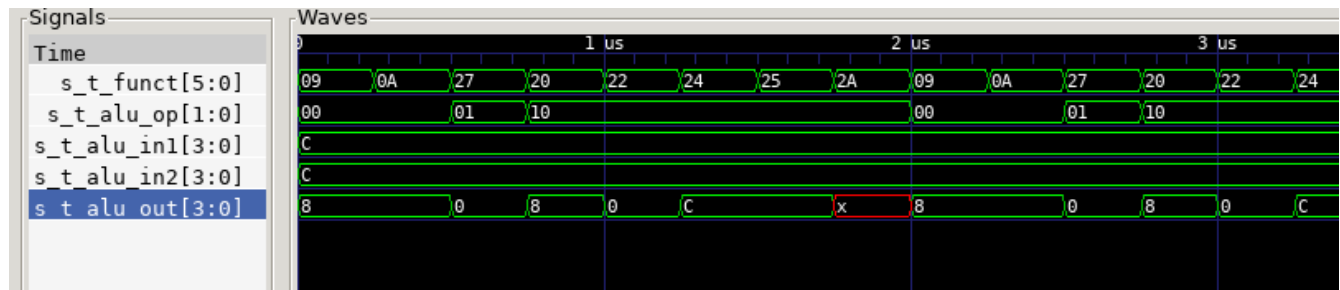 Signals
Waves
Time
0 1 us 2 us 3 us
s_t_funct[5:0] 09 0A 27 20 22 24 25 2A 09 0A 27 20 22 24
s_t_alu_op[1:0] 00 01 10 00 01 10
s_t_alu_in1[3:0] C
s_t_alu_in2[3:0] C
s_t_alu_out[3:0] 8 0 8 0 C x 8 0 8 0 C